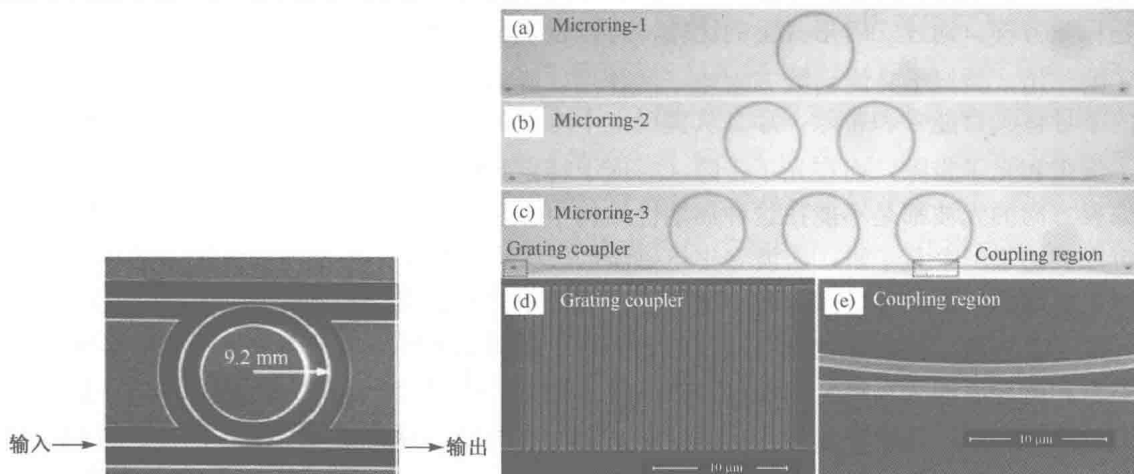 9.2 mm
输入
输出
(a) Microring-1
(b) Microring-2
(c) Microring-3
Grating coupler
Coupling region
(d) Grating coupler
10 μm
(e) Coupling region
10 μm